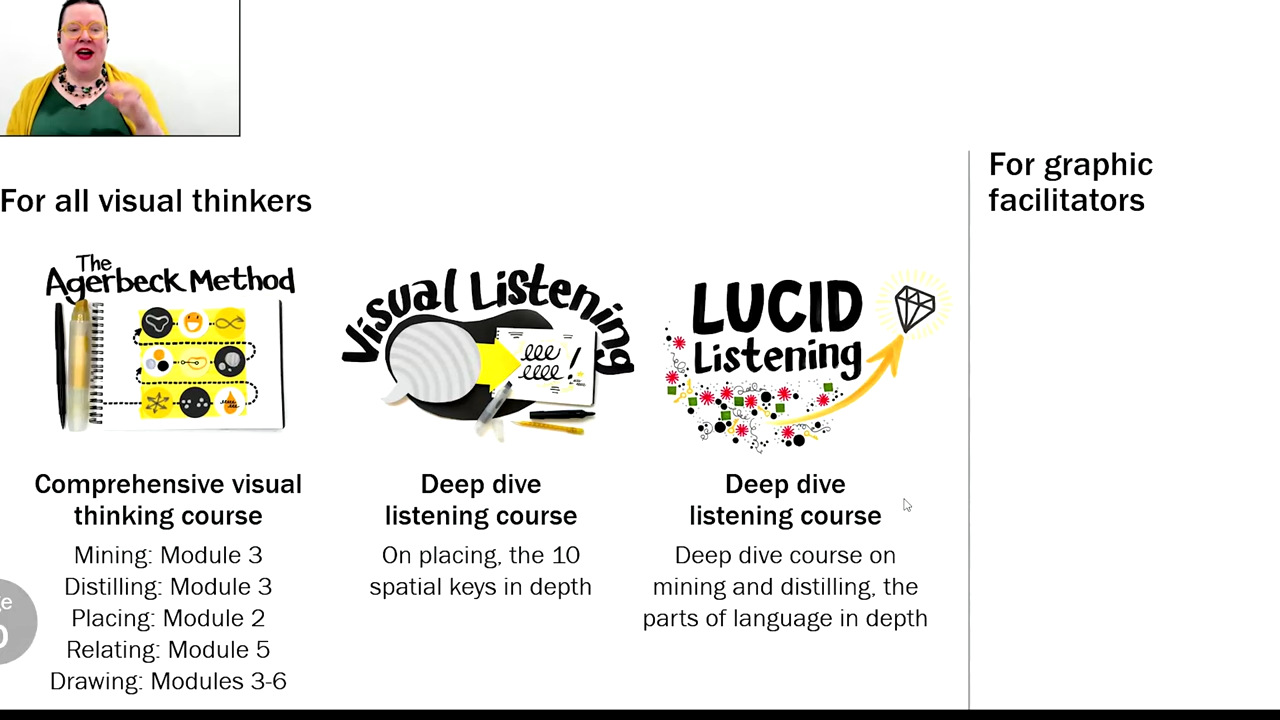 For all visual thinkers
The
Agerbeck Method
Comprehensive visual
thinking course
Mining: Module 3
Distilling: Module 3
Placing: Module 2
Relating: Module 5
Drawing: Modules 3-6
Visual Listening
Deep dive
listening course
On placing, the 10
spatial keys in depth
LUCID
Listening
Deep dive
listening course
Deep dive course on
mining and distilling, the
parts of language in depth
For graphic
facilitators